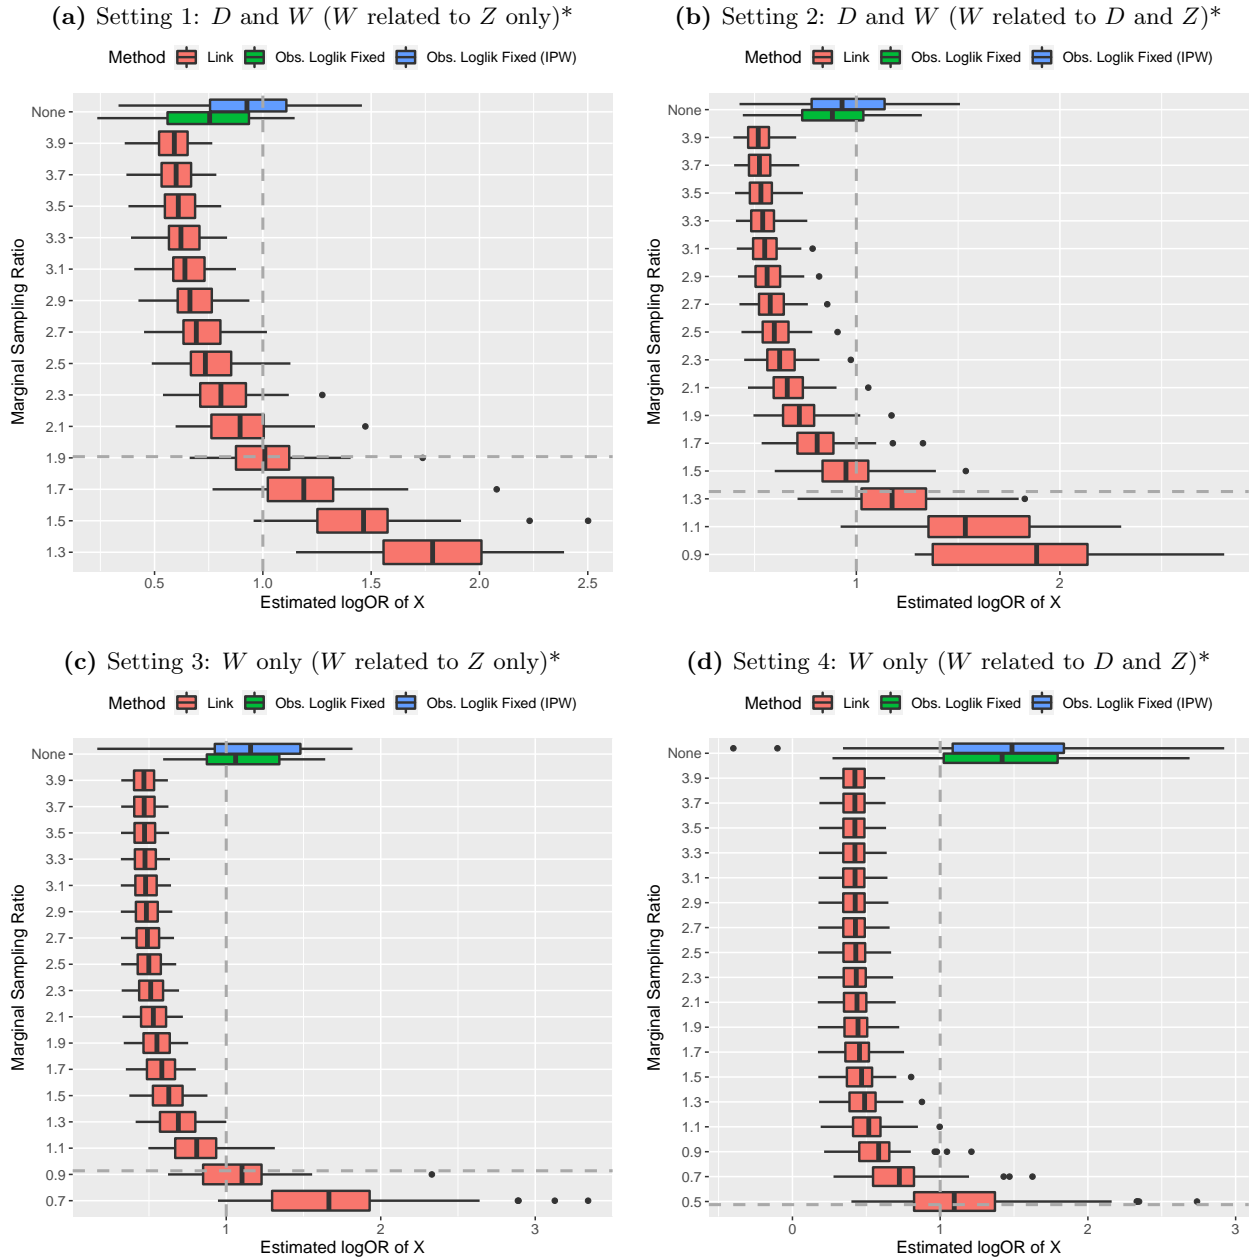 (a) Setting 1: D and W (W related to Z only)*
Method Link Obs. Loglik Fixed Obs. Loglik Fixed (IPW)
Marginal Sampling Ratio
None
3.9
3.7
3.5
3.3
3.1
2.9
2.7
2.5
2.3
2.1
1.9
1.7
1.5
1.3
0.5 1.0 1.5 2.0 2.5
Estimated logOR of X
(b) Setting 2: D and W (W related to D and Z)*
Method Link Obs. Loglik Fixed Obs. Loglik Fixed (IPW)
Marginal Sampling Ratio
None
3.9
3.7
3.5
3.3
3.1
2.9
2.7
2.5
2.3
2.1
1.9
1.7
1.5
1.3
1.1
0.9
1 2
Estimated logOR of X
(c) Setting 3: W only (W related to Z only)*
Method Link Obs. Loglik Fixed Obs. Loglik Fixed (IPW)
Marginal Sampling Ratio
None
3.9
3.7
3.5
3.3
3.1
2.9
2.7
2.5
2.3
2.1
1.9
1.7
1.5
1.3
1.1
0.9
0.7
1 2 3
Estimated logOR of X
(d) Setting 4: W only (W related to D and Z)*
Method Link Obs. Loglik Fixed Obs. Loglik Fixed (IPW)
Marginal Sampling Ratio
None
3.9
3.7
3.5
3.3
3.1
2.9
2.7
2.5
2.3
2.1
1.9
1.7
1.5
1.3
1.1
0.9
0.7
0.5
0 1 2 3
Estimated logOR of X